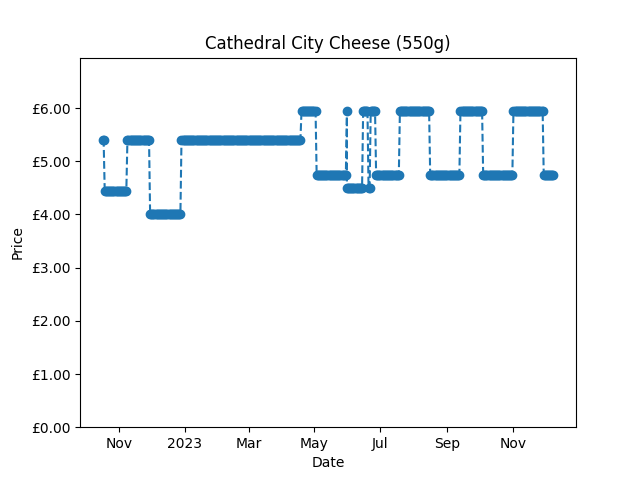 Cathedral City Cheese (550g)
£6.00
£5.00
£4.00
£3.00
£2.00
£1.00
£0.00
Price
Nov 2023 Mar May Jul Sep Nov
Date